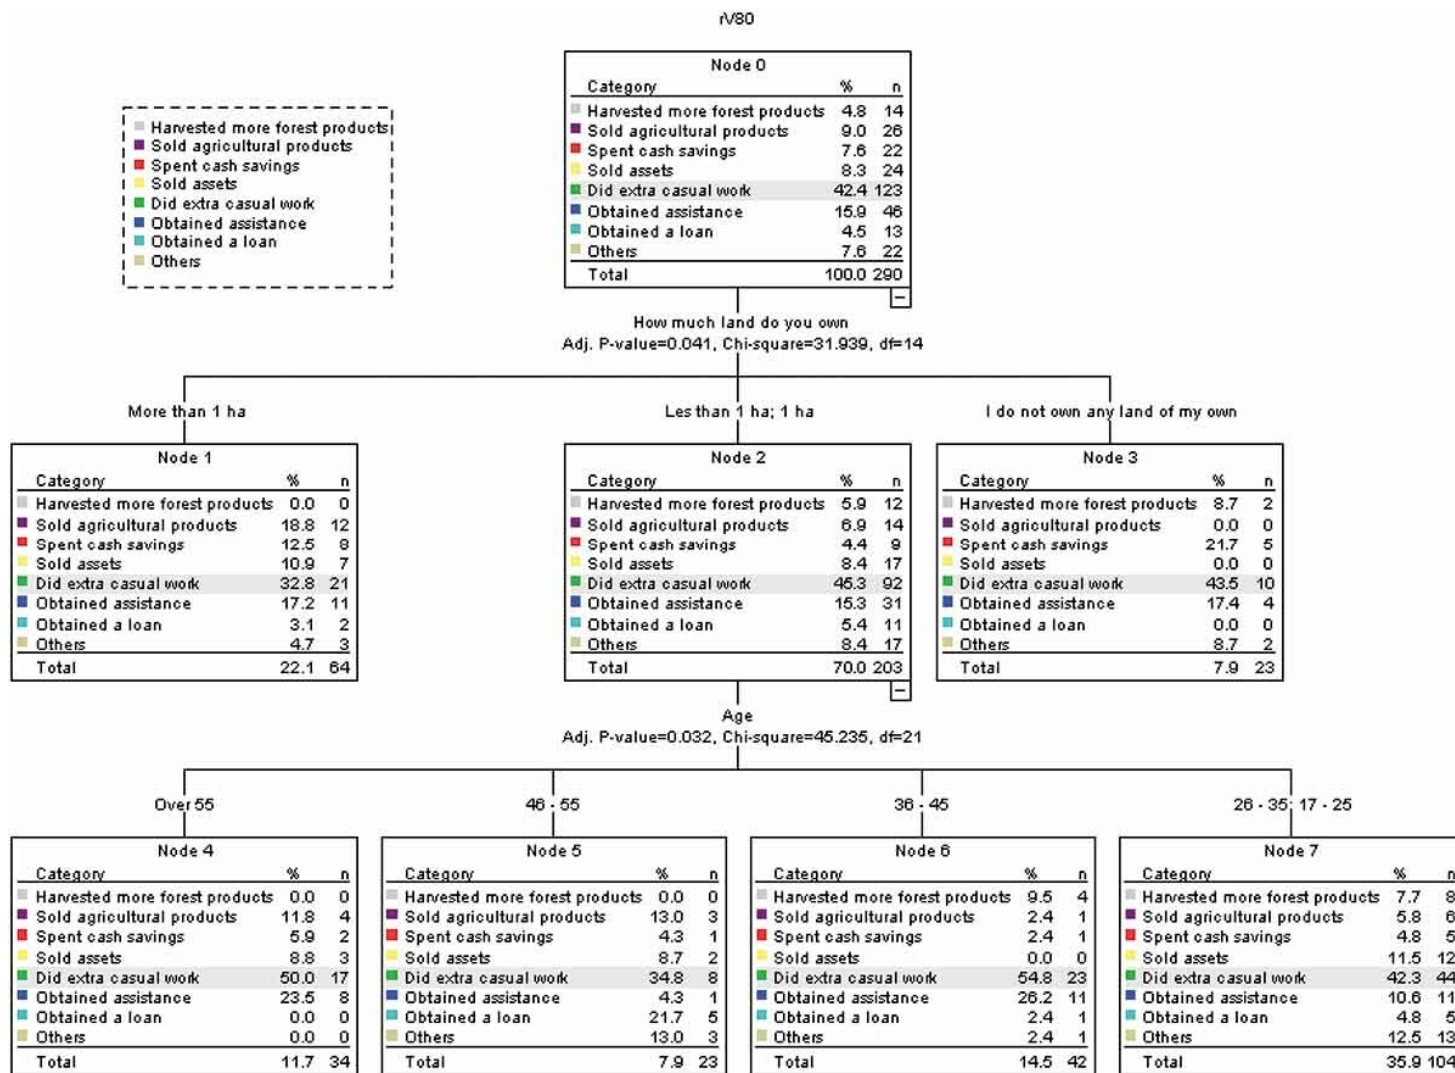 rV80
Harvested more forest products
Sold agricultural products
Spent cash savings
Sold assets
Did extra casual work
Obtained assistance
Obtained a loan
Others
Node 0
Category % n
Harvested more forest products 4.8 14
Sold agricultural products 9.0 26
Spent cash savings 7.6 22
Sold assets 8.3 24
Did extra casual work 42.4 123
Obtained assistance 15.9 46
Obtained a loan 4.5 13
Others 7.6 22
Total 100.0 290
How much land do you own
Adj. P-value=0.041, Chi-square=31.939, df=14
More than 1 ha
Les than 1 ha; 1 ha
I do not own any land of my own
Node 1
Category % n
Harvested more forest products 0.0 0
Sold agricultural products 18.8 12
Spent cash savings 12.5 8
Sold assets 10.9 7
Did extra casual work 32.8 21
Obtained assistance 17.2 11
Obtained a loan 3.1 2
Others 4.7 3
Total 22.1 64
Node 2
Category % n
Harvested more forest products 5.9 12
Sold agricultural products 6.9 14
Spent cash savings 4.4 9
Sold assets 8.4 17
Did extra casual work 45.3 92
Obtained assistance 15.3 31
Obtained a loan 5.4 11
Others 8.4 17
Total 70.0 203
Node 3
Category % n
Harvested more forest products 8.7 2
Sold agricultural products 0.0 0
Spent cash savings 21.7 5
Sold assets 0.0 0
Did extra casual work 43.5 10
Obtained assistance 17.4 4
Obtained a loan 0.0 0
Others 8.7 2
Total 7.9 23
Age
Adj. P-value=0.032, Chi-square=45.235, df=21
Over 55
46 - 55
36 - 45
26 - 35; 17 - 25
Node 4
Category % n
Harvested more forest products 0.0 0
Sold agricultural products 11.8 4
Spent cash savings 5.9 2
Sold assets 8.8 3
Did extra casual work 50.0 17
Obtained assistance 23.5 8
Obtained a loan 0.0 0
Others 0.0 0
Total 11.7 34
Node 5
Category % n
Harvested more forest products 0.0 0
Sold agricultural products 13.0 3
Spent cash savings 4.3 1
Sold assets 8.7 2
Did extra casual work 34.8 8
Obtained assistance 4.3 1
Obtained a loan 21.7 5
Others 13.0 3
Total 7.9 23
Node 6
Category % n
Harvested more forest products 9.5 4
Sold agricultural products 2.4 1
Spent cash savings 2.4 1
Sold assets 0.0 0
Did extra casual work 54.8 23
Obtained assistance 26.2 11
Obtained a loan 2.4 1
Others 2.4 1
Total 14.5 42
Node 7
Category % n
Harvested more forest products 7.7 8
Sold agricultural products 5.8 6
Spent cash savings 4.8 5
Sold assets 11.5 12
Did extra casual work 42.3 44
Obtained assistance 10.6 11
Obtained a loan 4.8 5
Others 12.5 13
Total 35.9 104